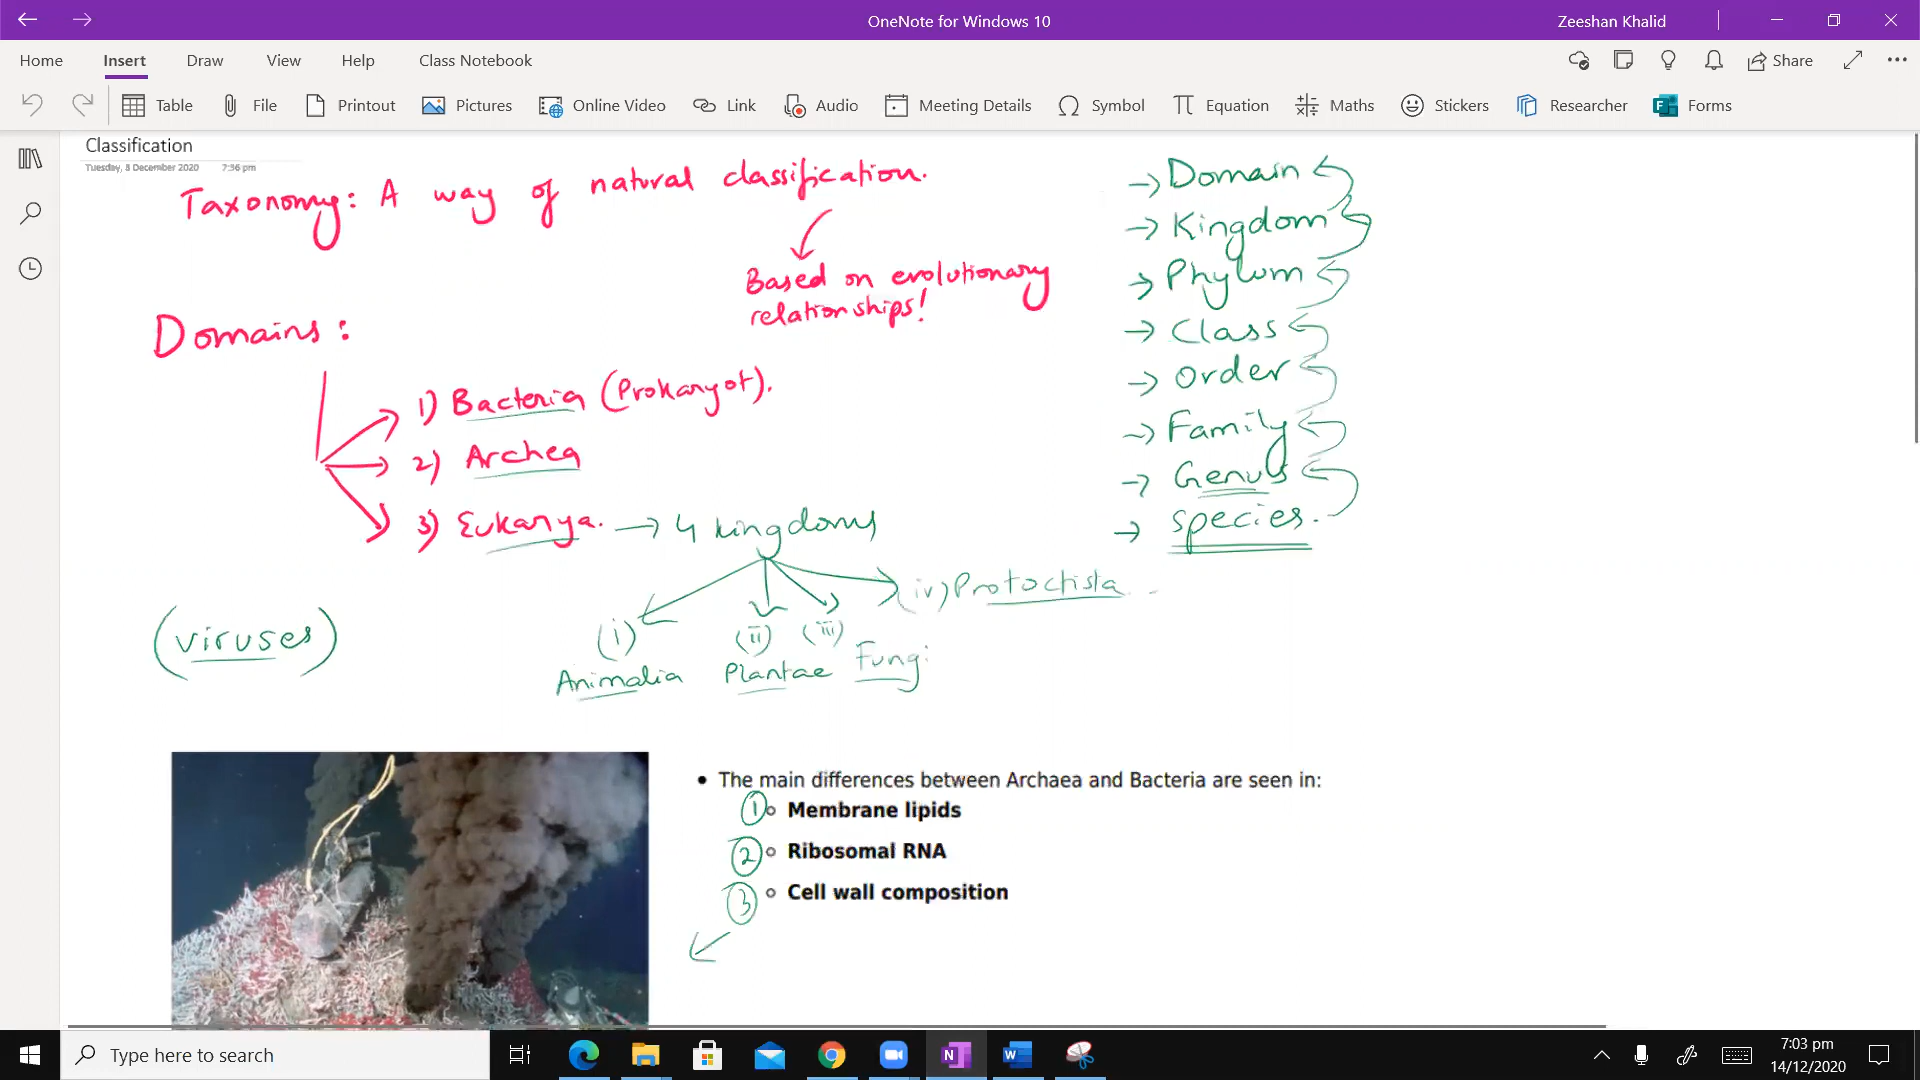 OneNote for Windows 10
Zeeshan Khalid
Home Insert Draw View Help Class Notebook
Share
Table File Printout Pictures Online Video Link Audio Meeting Details Symbol Equation Maths Stickers Researcher Forms
Classification
Tuesday, 8 December 2020 7:36 pm
Taxonomy: A way of natural classification.
Based on evolutionary
relationships!
Domains:
1) Bacteria (Prokaryot).
2) Archea
3) Eukarya. → 4 kingdoms
(i)
Animalia
(ii)
Plantae
(iii)
Fungi
(iv) Protoctista
(viruses)
→ Domain
→ Kingdom
→ Phylum
→ Class
→ Order
→ Family
→ Genus
→ Species.
• The main differences between Archaea and Bacteria are seen in:
1 ○ Membrane lipids
2 ○ Ribosomal RNA
3 ○ Cell wall composition
Type here to search
7:03 pm
14/12/2020